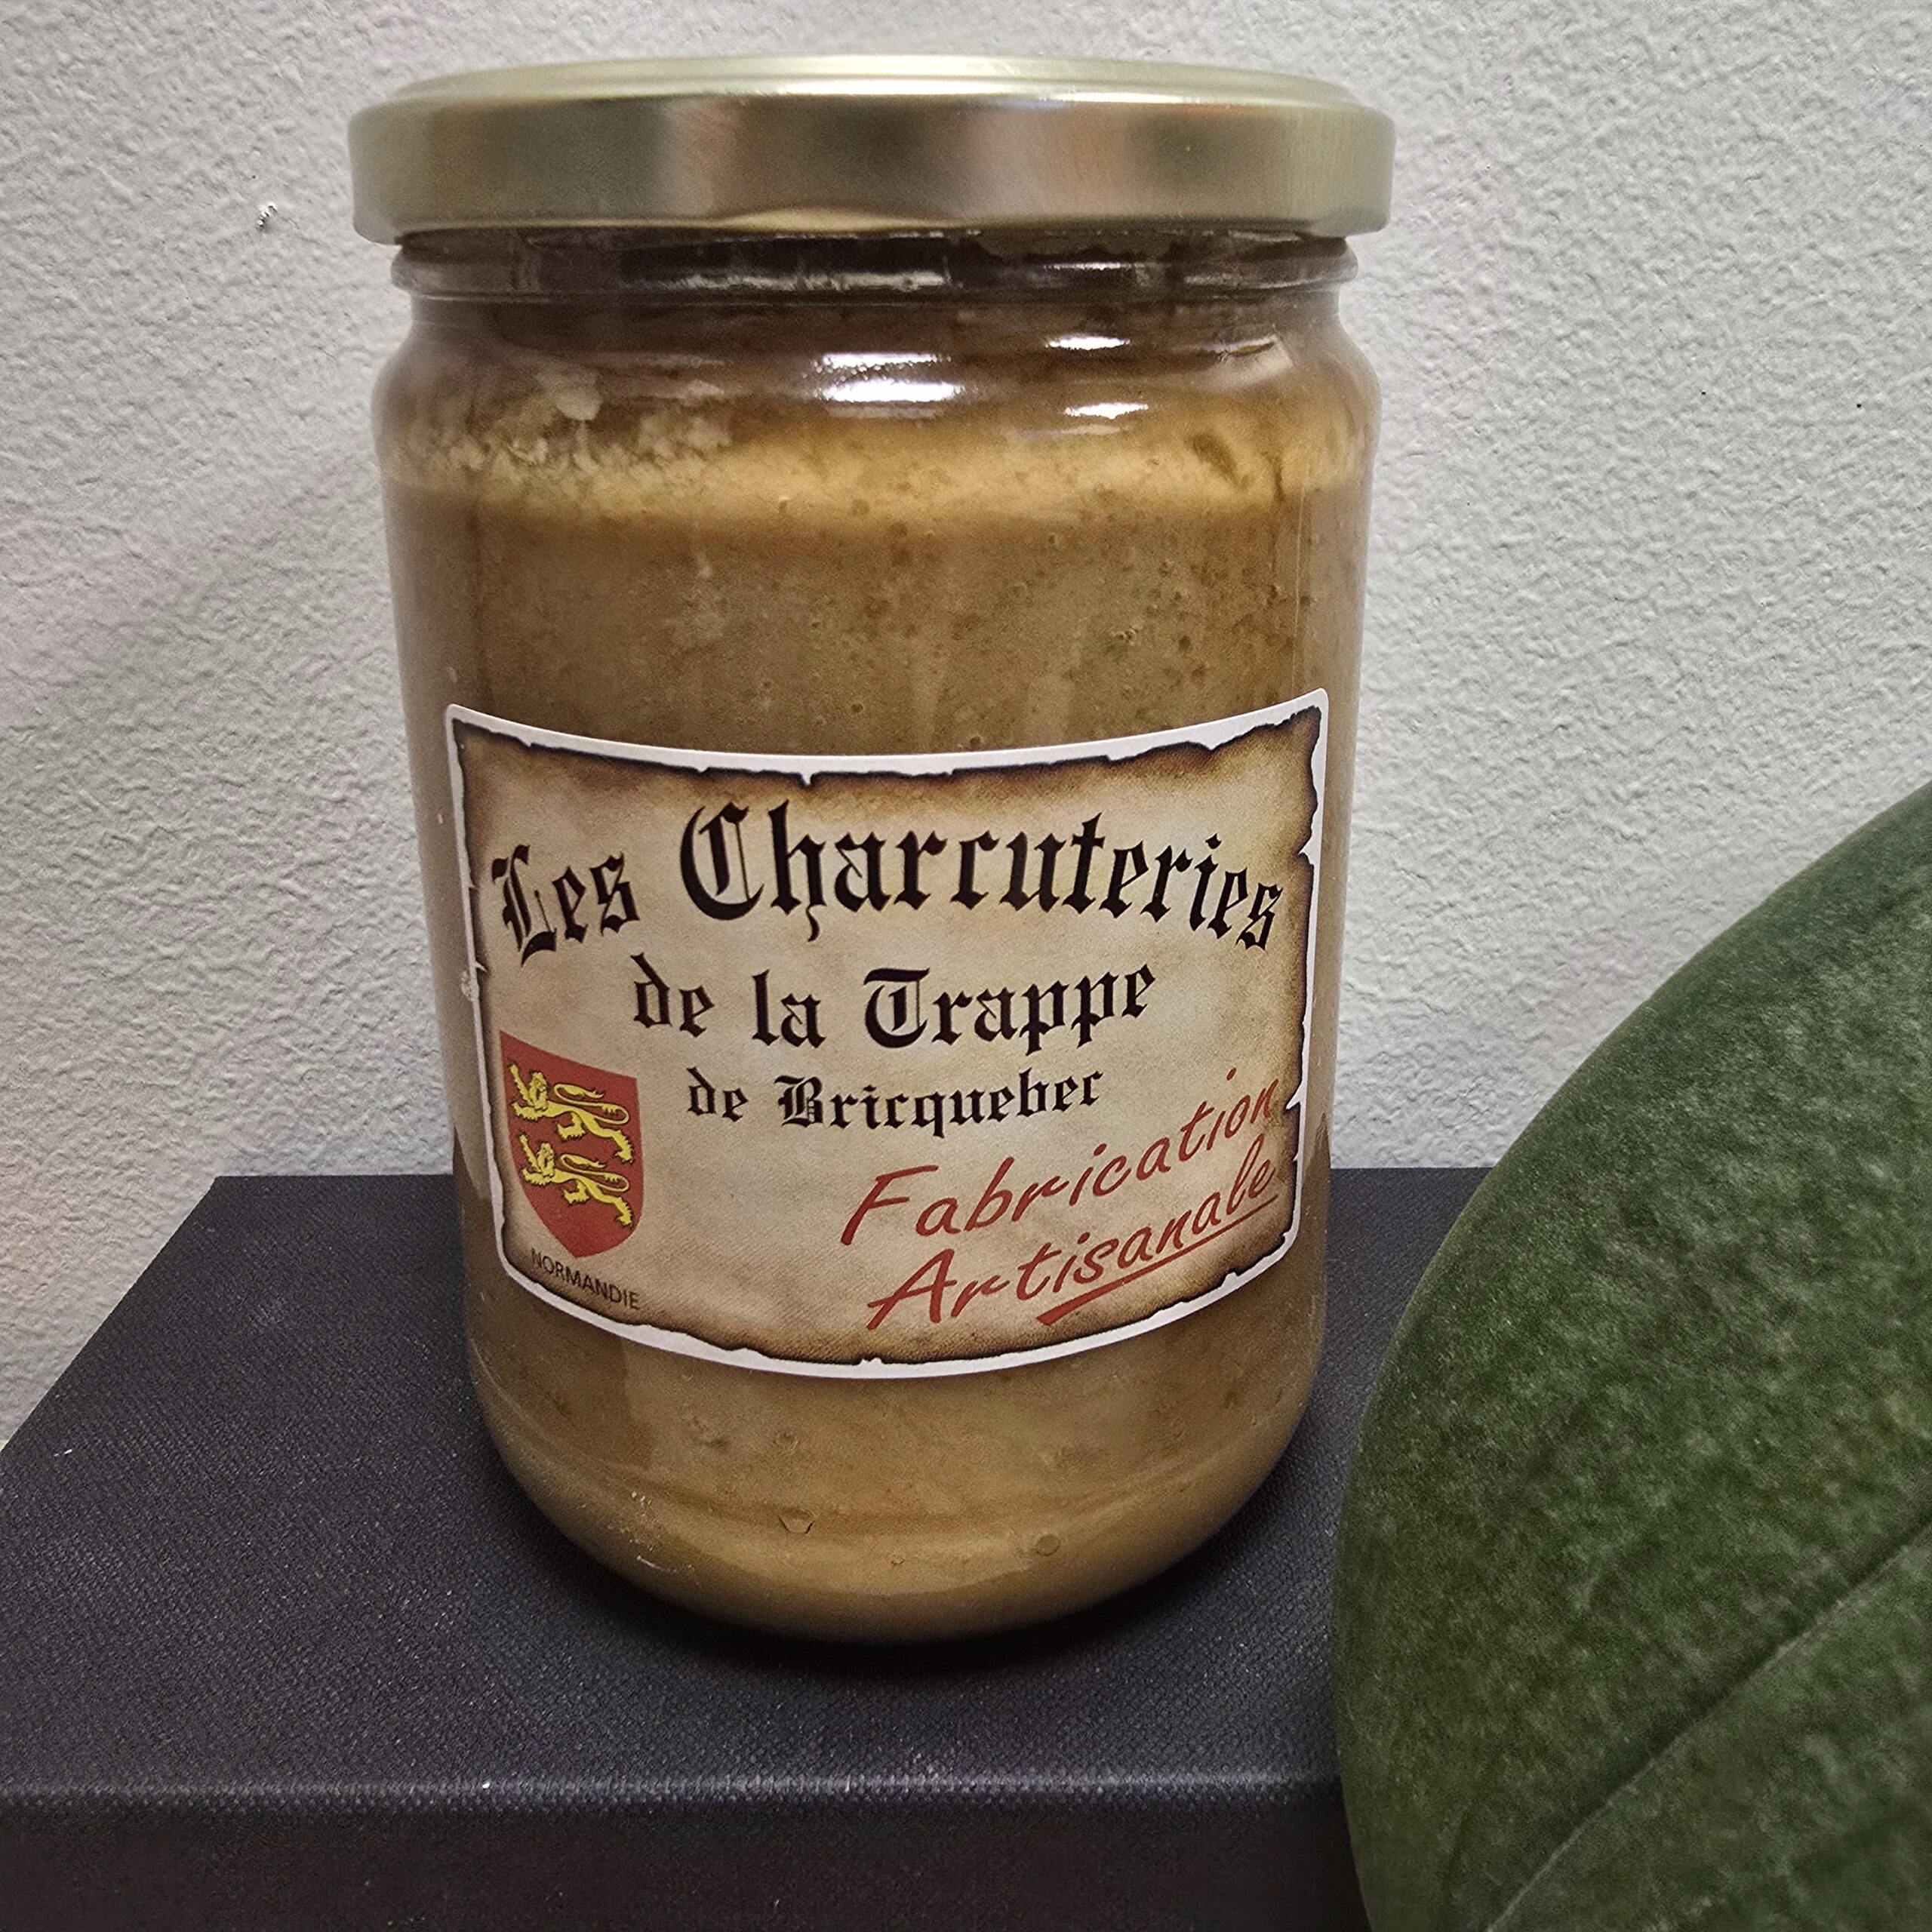 Les Charcuteries
de la Trappe
de Bricquebec
Fabrication
Artisanale
NORMANDIE